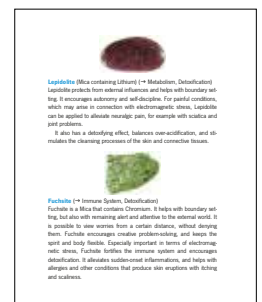 Lepidolite (Mica containing Lithium) (→ Metabolism, Detoxification)
Lepidolite protects from external influences and helps with boundary set-
ting. It encourages autonomy and self-discipline. For painful conditions,
which may arise in connection with electromagnetic stress, Lepidolite
can be applied to alleviate neuralgic pain, for example with sciatica and
joint problems.
It also has a detoxifying effect, balances over-acidification, and sti-
mulates the cleansing processes of the skin and connective tissues.
Fuchsite (→ Immune System, Detoxification)
Fuchsite is a Mica that contains Chromium. It helps with boundary set-
ting, but also with remaining alert and attentive to the external world. It
is possible to view worries from a certain distance, without denying
them. Fuchsite encourages creative problem-solving, and keeps the
spirit and body flexible. Especially important in terms of electromag-
netic stress, Fuchsite fortifies the immune system and encourages
detoxification. It alleviates sudden-onset inflammations, and helps with
allergies and other conditions that produce skin eruptions with itching
and scaliness.